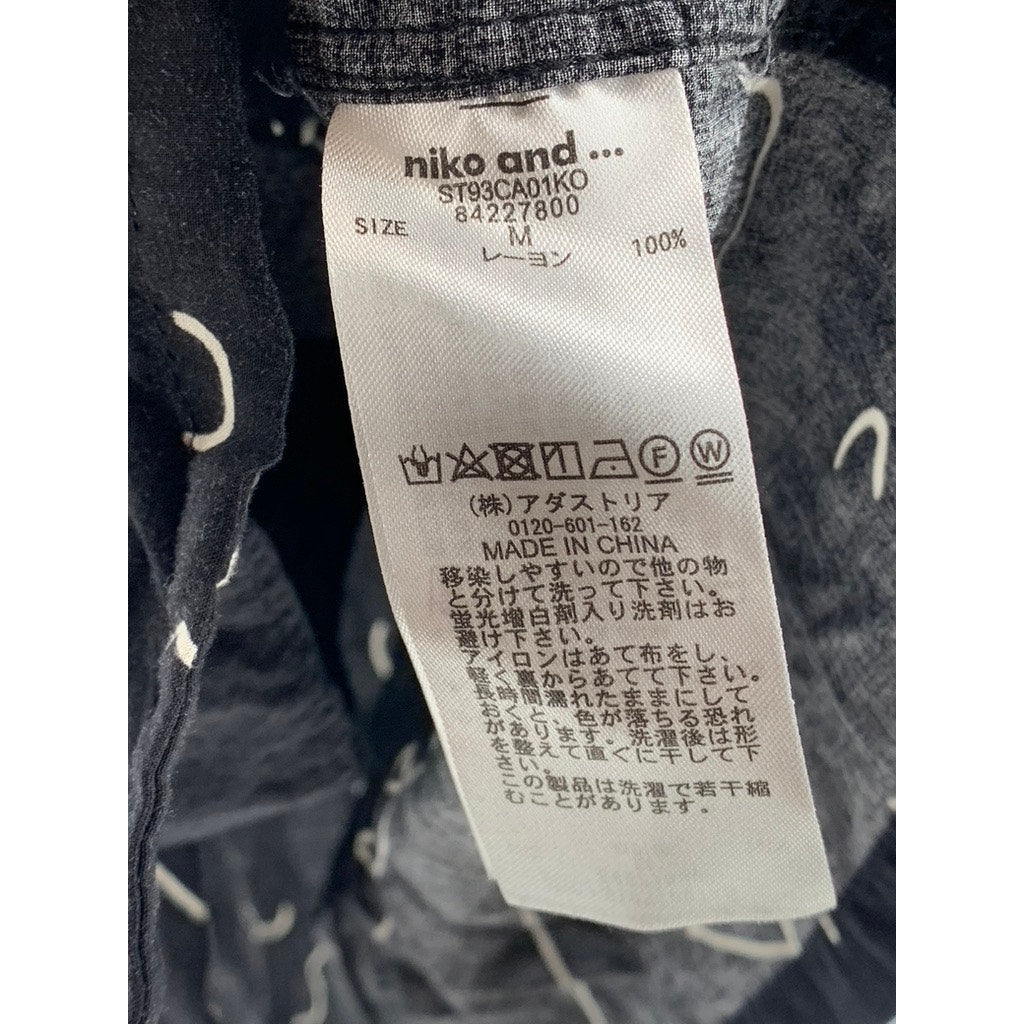 niko and ...
ST93CA01KO
84227800
SIZE M
レーヨン 100%
F W
(株)アダストリア
0120-601-162
MADE IN CHINA
移染しやすいので他の物
と分けて洗って下さい。
蛍光増白剤入り洗剤はお
避け下さい。
アイロンはあて布をし、
軽く裏からあてて下さい。
長時間濡れたままにして
おくと、色が落ちる恐れ
があります。洗濯後は形
を整えて直ぐに干して下
さい。
この製品は洗濯で若干縮
むことがあります。